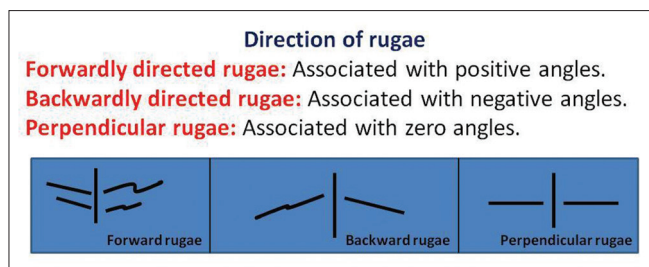 Direction of rugae
Forwardly directed rugae: Associated with positive angles.
Backwardly directed rugae: Associated with negative angles.
Perpendicular rugae: Associated with zero angles.
Forward rugae
Backward rugae
Perpendicular rugae